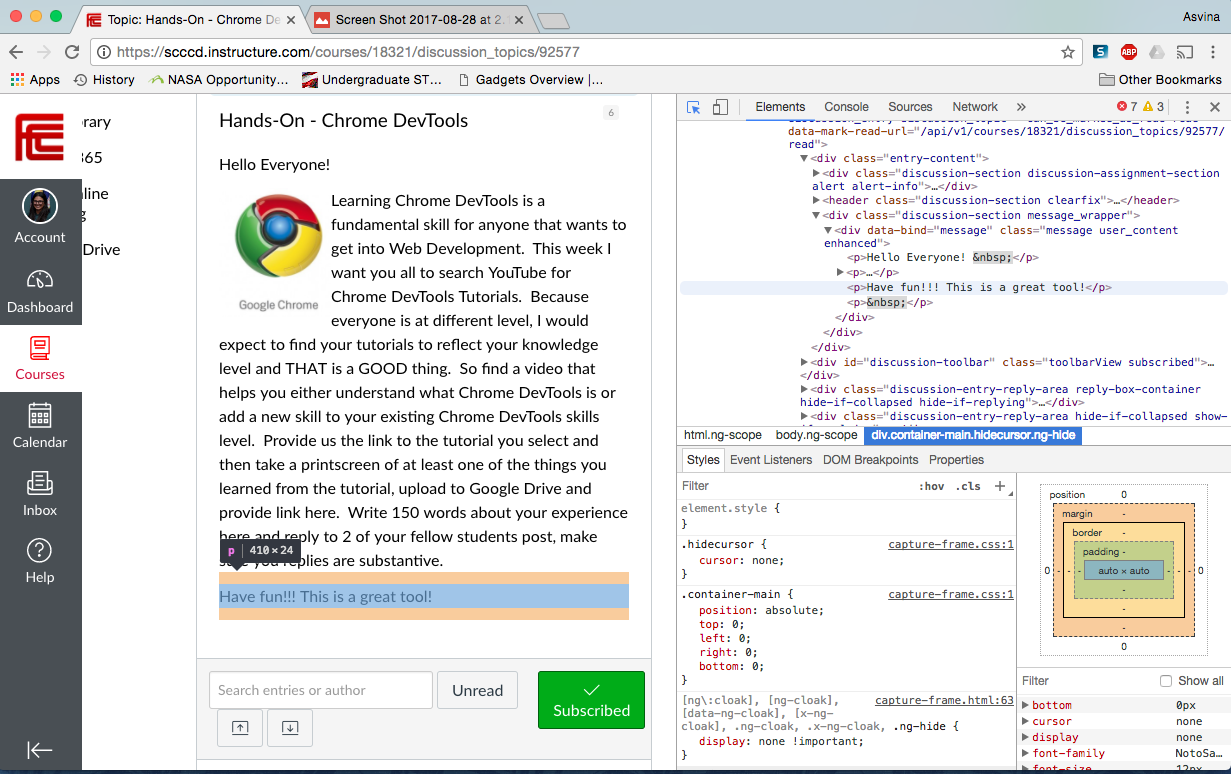 Topic: Hands-On - Chrome De
Screen Shot 2017-08-28 at 2.
Asvina
https://scccd.instructure.com/courses/18321/discussion_topics/92577
S
ABP
Apps
History
NASA Opportunity...
Undergraduate ST...
Gadgets Overview |...
Other Bookmarks
FCC
rary
365
nline
g
Drive
Account
Dashboard
Courses
Calendar
Inbox
Help
Hands-On - Chrome DevTools
6
Hello Everyone!
Learning Chrome DevTools is a
fundamental skill for anyone that wants to
get into Web Development.  This week I
want you all to search YouTube for
Chrome DevTools Tutorials.  Because
everyone is at different level, I would
Google Chrome
expect to find your tutorials to reflect your knowledge
level and THAT is a GOOD thing.  So find a video that
helps you either understand what Chrome DevTools is or
add a new skill to your existing Chrome DevTools skills
level.  Provide us the link to the tutorial you select and
then take a printscreen of at least one of the things you
learned from the tutorial, upload to Google Drive and
provide link here.  Write 150 words about your experience
here and reply to 2 of your fellow students post, make
sure you replies are substantive.
p 410 × 24
Have fun!!! This is a great tool!
Search entries or author
Unread
Subscribed
Elements Console Sources Network » 7 3
data-mark-read-url="/api/v1/courses/18321/discussion_topics/92577/
read">
<div class="entry-content">
<div class="discussion-section discussion-assignment-section
alert alert-info">…</div>
<header class="discussion-section clearfix">…</header>
<div class="discussion-section message_wrapper">
<div data-bind="message" class="message user_content
enhanced">
<p>Hello Everyone! &nbsp;</p>
<p>…</p>
<p>Have fun!!! This is a great tool!</p>
<p>&nbsp;</p>
</div>
</div>
</div>
<div id="discussion-toolbar" class="toolbarView subscribed">…
</div>
<div class="discussion-entry-reply-area reply-box-container
hide-if-collapsed hide-if-replying">…</div>
<div class="discussion-entry-reply-area hide-if-collapsed show-
html.ng-scope body.ng-scope div.container-main.hidecursor.ng-hide
Styles Event Listeners DOM Breakpoints Properties
Filter :hov .cls +
element.style {
}
.hidecursor { capture-frame.css:1
cursor: none;
}
.container-main { capture-frame.css:1
position: absolute;
top: 0;
left: 0;
right: 0;
bottom: 0;
}
[ng\:cloak], [ng-cloak], capture-frame.html:63
[data-ng-cloak], [x-ng-
cloak], .ng-cloak, .x-ng-cloak, .ng-hide {
display: none !important;
}
position 0
margin -
border -
padding -
0 - - - auto × auto - - - 0
-
-
-
0
Filter Show all
bottom 0px
cursor none
display none
font-family NotoSa...
font-size 12px